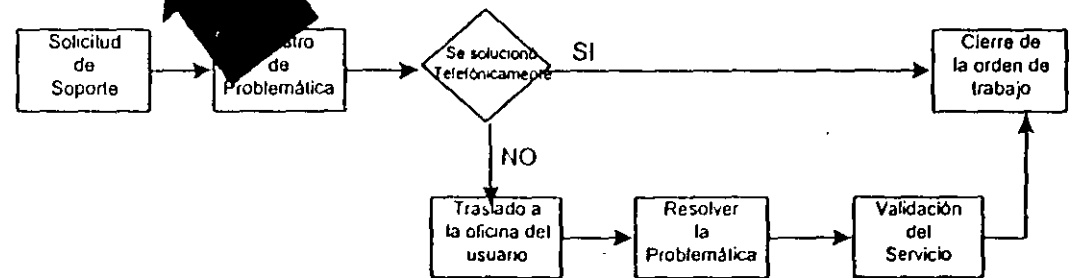 Solicitud
de
Soporte
de
Problemática
Se solucionó
Telefónicamente
SI
Cierre de
la orden de
trabajo
NO
Traslado a
la oficina del
usuario
Resolver
la
Problemática
Validación
del
Servicio